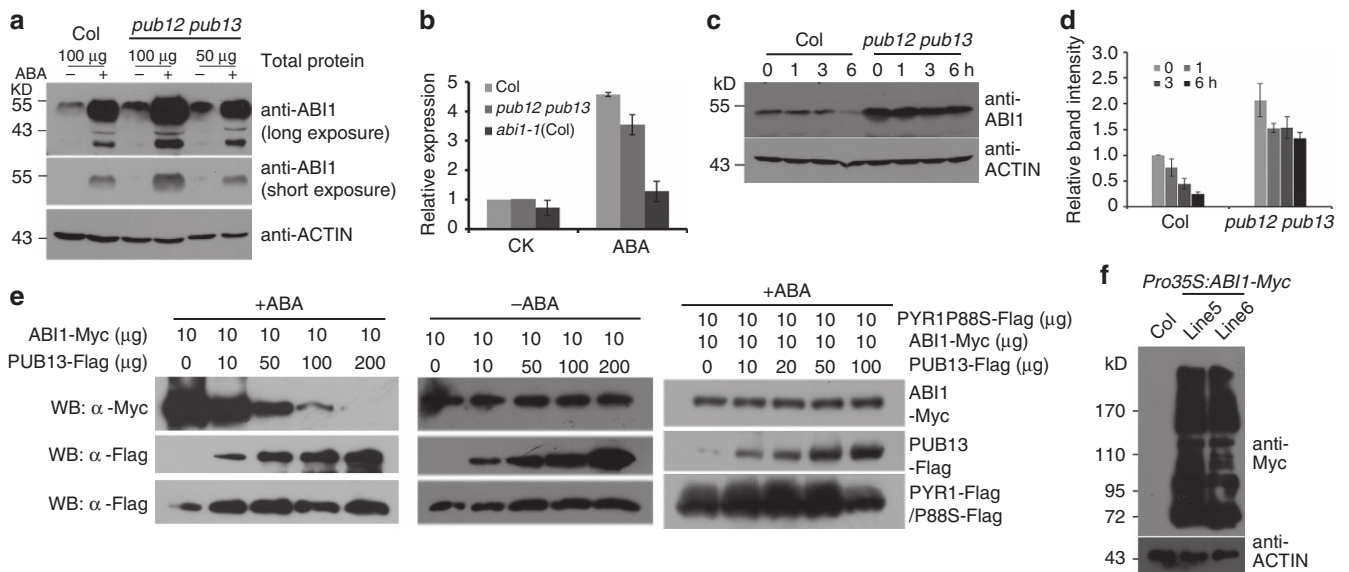 a
Col
pub12 pub13
100 µg
100 µg
50 µg
Total protein
ABA
–
+
–
+
–
+
KD
55
43
anti-ABI1
(long exposure)
55
anti-ABI1
(short exposure)
43
anti-ACTIN
b
Relative expression
5
4
3
2
1
0
Col
pub12 pub13
abi1-1(Col)
CK
ABA
c
Col
pub12 pub13
kD
0 1 3 6 0 1 3 6 h
55
anti-
ABI1
43
anti-
ACTIN
d
Relative band intensity
3.0
2.5
2.0
1.5
1.0
0.5
0
0 1
3 6 h
Col
pub12 pub13
e
+ABA
ABI1-Myc (µg)
10 10 10 10 10
PUB13-Flag (µg)
0 10 50 100 200
WB: α -Myc
WB: α -Flag
WB: α -Flag
–ABA
10 10 10 10 10
0 10 50 100 200
+ABA
10 10 10 10 10 PYR1P88S-Flag (µg)
10 10 10 10 10 ABI1-Myc (µg)
0 10 20 50 100 PUB13-Flag (µg)
ABI1
-Myc
PUB13
-Flag
PYR1-Flag
/P88S-Flag
f
Pro35S:ABI1-Myc
Col
Line5
Line6
kD
170
110
95
72
anti-
Myc
43
anti-
ACTIN